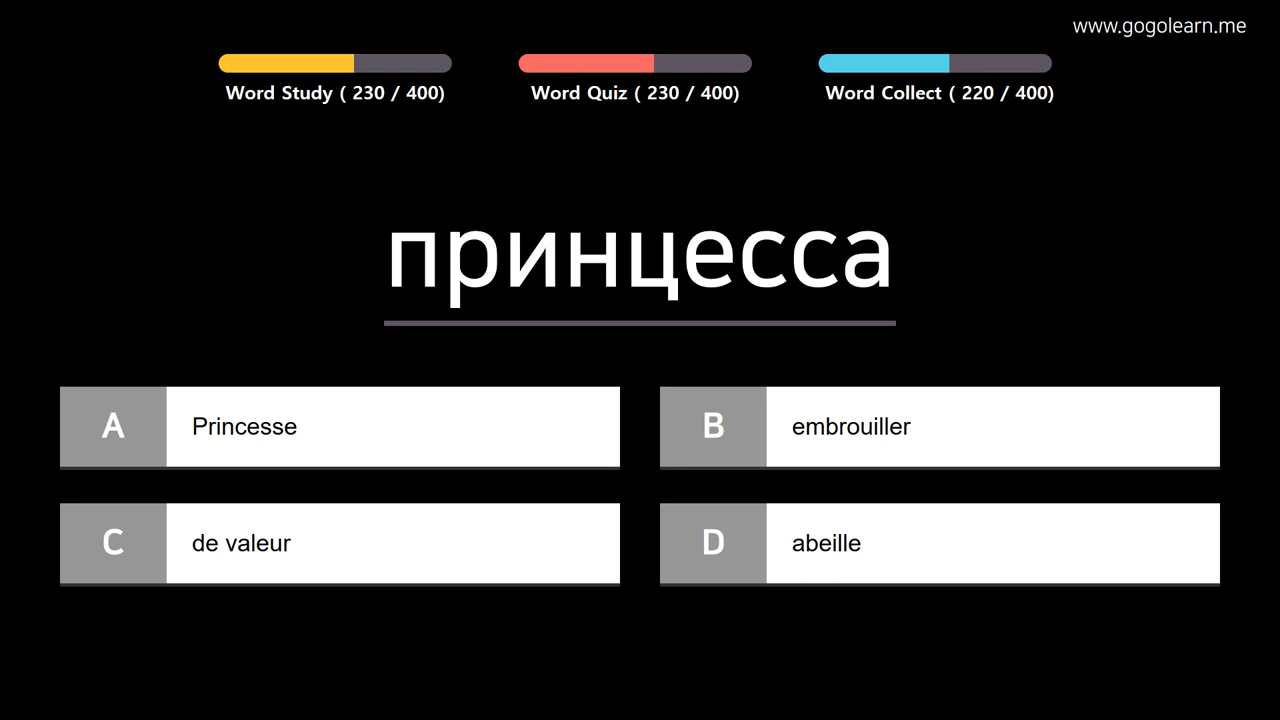 www.gogolearn.me
Word Study ( 230 / 400)
Word Quiz ( 230 / 400)
Word Collect ( 220 / 400)
принцесса
A Princesse
B embrouiller
C de valeur
D abeille